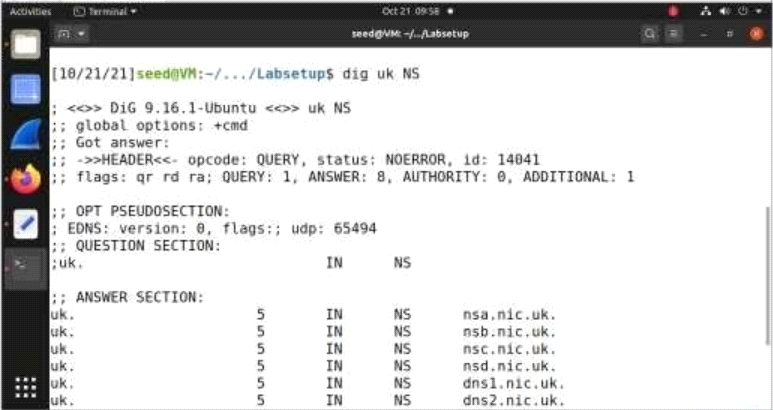 Activities Terminal Oct 21 09:58
seed@VM: ~/.../Labsetup
[10/21/21]seed@VM:~/.../Labsetup$ dig uk NS
; <<>> DiG 9.16.1-Ubuntu <<>> uk NS
;; global options: +cmd
;; Got answer:
;; ->>HEADER<<- opcode: QUERY, status: NOERROR, id: 14041
;; flags: qr rd ra; QUERY: 1, ANSWER: 8, AUTHORITY: 0, ADDITIONAL: 1
;; OPT PSEUDOSECTION:
; EDNS: version: 0, flags:; udp: 65494
;; QUESTION SECTION:
;uk. IN NS
;; ANSWER SECTION:
uk. 5 IN NS nsa.nic.uk.
uk. 5 IN NS nsb.nic.uk.
uk. 5 IN NS nsc.nic.uk.
uk. 5 IN NS nsd.nic.uk.
uk. 5 IN NS dns1.nic.uk.
uk. 5 IN NS dns2.nic.uk.